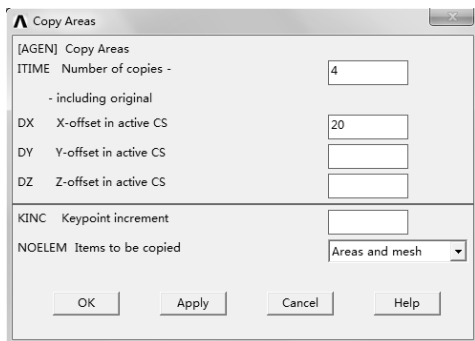 Copy Areas
[AGEN] Copy Areas
ITIME Number of copies - 4
- including original
DX X-offset in active CS 20
DY Y-offset in active CS
DZ Z-offset in active CS
KINC Keypoint increment
NOELEM Items to be copied Areas and mesh
OK Apply Cancel Help